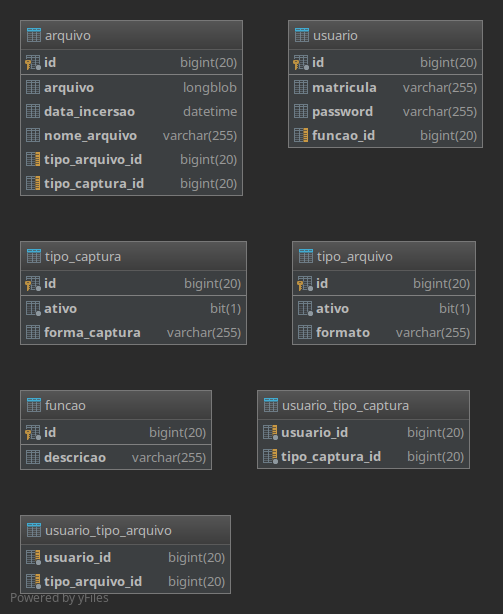 arquivo
id bigint(20)
arquivo longblob
data_incersao datetime
nome_arquivo varchar(255)
tipo_arquivo_id bigint(20)
tipo_captura_id bigint(20)
usuario
id bigint(20)
matricula varchar(255)
password varchar(255)
funcao_id bigint(20)
tipo_captura
id bigint(20)
ativo bit(1)
forma_captura varchar(255)
tipo_arquivo
id bigint(20)
ativo bit(1)
formato varchar(255)
funcao
id bigint(20)
descricao varchar(255)
usuario_tipo_captura
usuario_id bigint(20)
tipo_captura_id bigint(20)
usuario_tipo_arquivo
usuario_id bigint(20)
tipo_arquivo_id bigint(20)
Powered by yFiles